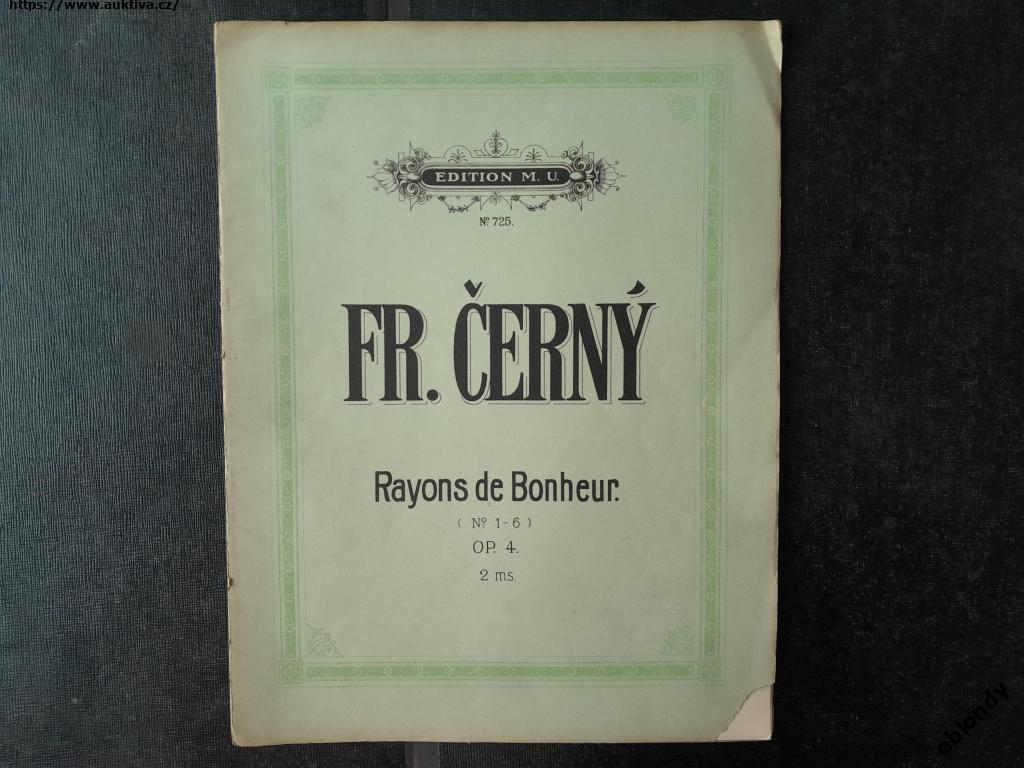 https://www.auktiva.cz/
EDITION M. U.
Nº 725.
FR. ČERNÝ
Rayons de Bonheur.
( Nº 1-6 )
OP. 4.
2 ms.
eblondy